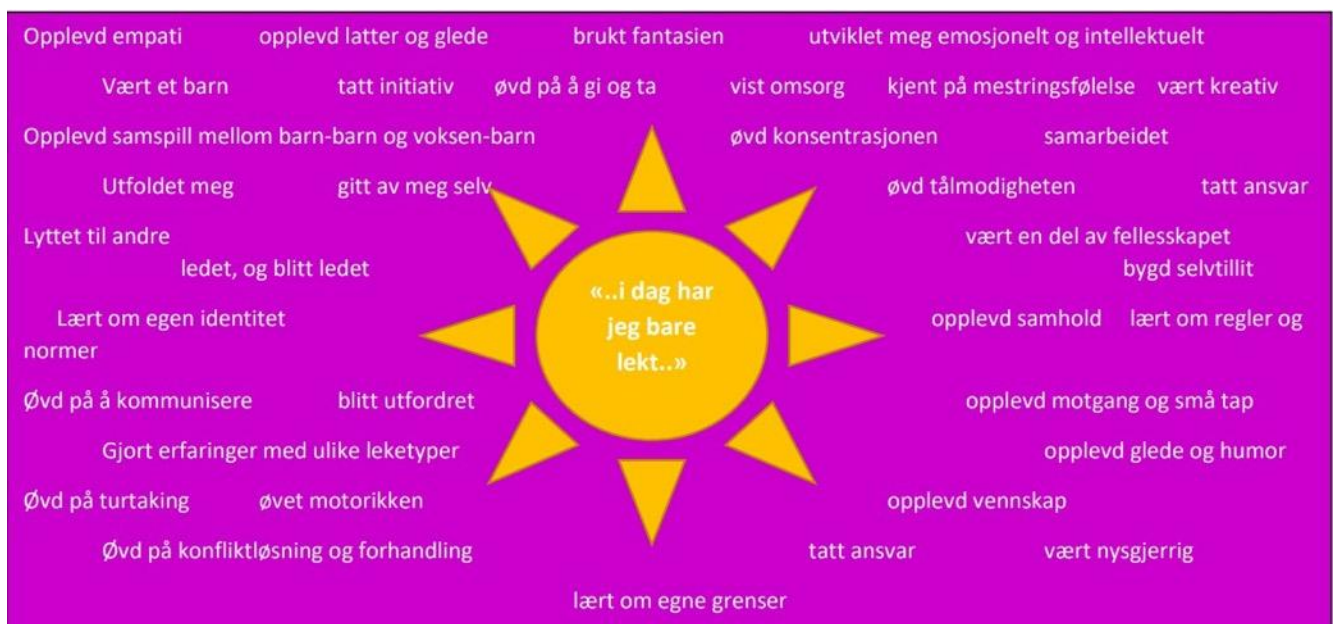 Opplevd empati opplevd latter og glede brukt fantasien utviklet meg emosjonelt og intellektuelt
Vært et barn tatt initiativ øvd på å gi og ta vist omsorg kjent på mestringsfølelse vært kreativ
Opplevd samspill mellom barn-barn og voksen-barn øvd konsentrasjonen samarbeidet
Utfoldet meg gitt av meg selv øvd tålmodigheten tatt ansvar
Lyttet til andre vært en del av fellesskapet
ledet, og blitt ledet bygd selvtillit
«..i dag har
jeg bare
lekt..»
Lært om egen identitet opplevd samhold lært om regler og
normer
Øvd på å kommunisere blitt utfordret opplevd motgang og små tap
Gjort erfaringer med ulike leketyper opplevd glede og humor
Øvd på turtaking øvet motorikken opplevd vennskap
Øvd på konfliktløsning og forhandling tatt ansvar vært nysgjerrig
lært om egne grenser